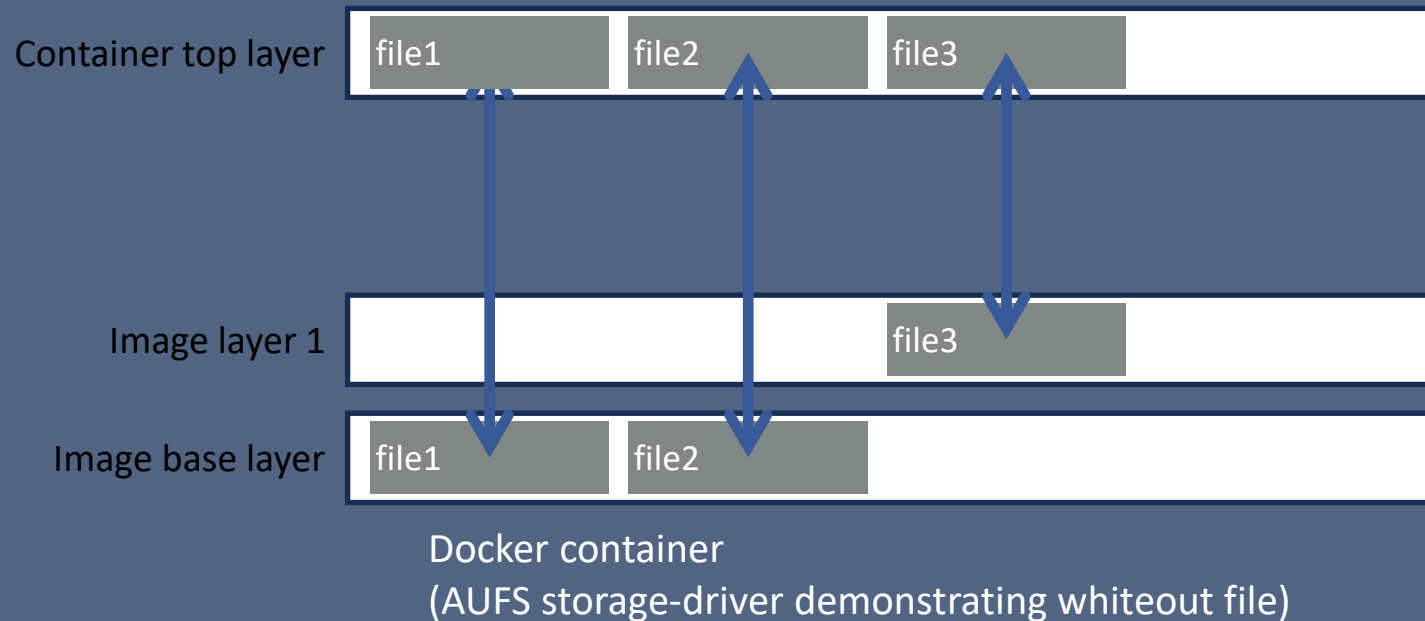 Container top layer file1 file2 file3
Image layer 1 file3
Image base layer file1 file2
Docker container
(AUFS storage-driver demonstrating whiteout file)